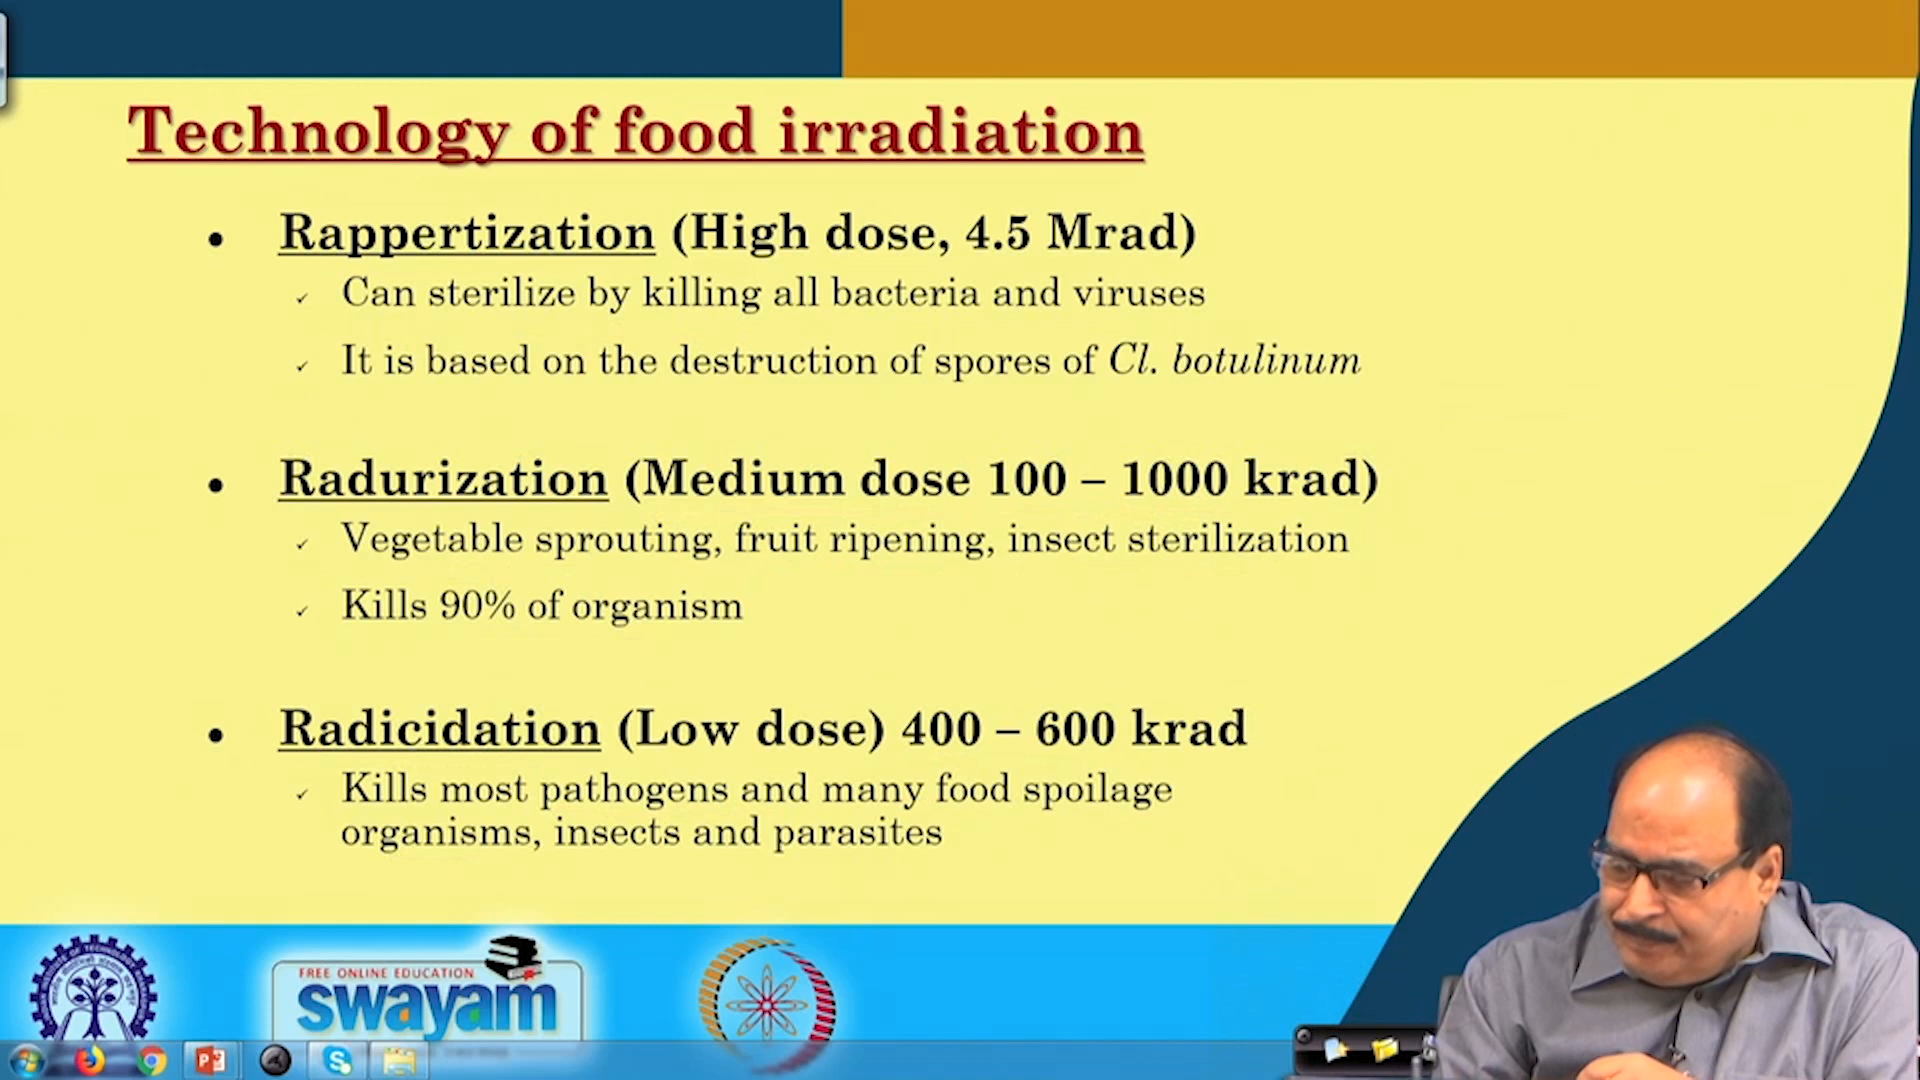 Technology of food irradiation
• Rappertization (High dose, 4.5 Mrad)
✓ Can sterilize by killing all bacteria and viruses
✓ It is based on the destruction of spores of Cl. botulinum
• Radurization (Medium dose 100 – 1000 krad)
✓ Vegetable sprouting, fruit ripening, insect sterilization
✓ Kills 90% of organism
• Radicidation (Low dose) 400 – 600 krad
✓ Kills most pathogens and many food spoilage
organisms, insects and parasites
FREE ONLINE EDUCATION
swayam